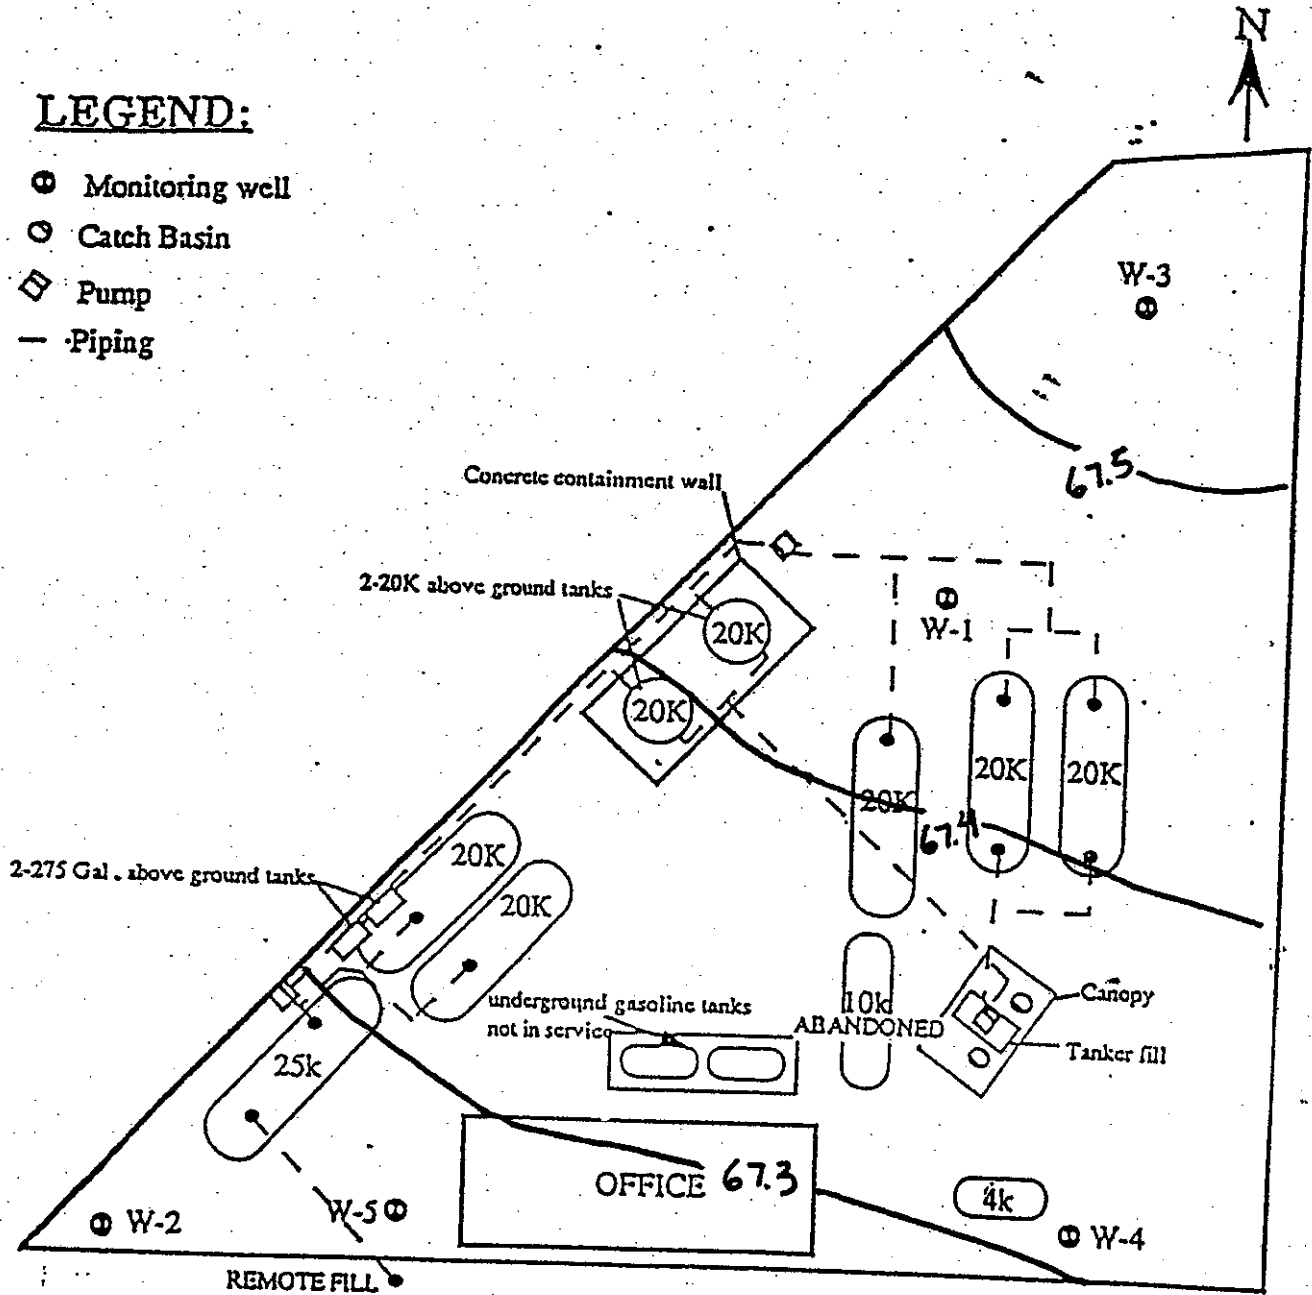 N
LEGEND:
Monitoring well
Catch Basin
Pump
Piping
W-3
67.5
Concrete containment wall
2-20K above ground tanks
20K
W-1
20K
20K
20K
20K
67.4
20K
2-275 Gal. above ground tanks
20K
underground gasoline tanks
not in service
10k
ABANDONED
Canopy
Tanker fill
25k
OFFICE 67.3
4k
W-2
W-5
W-4
REMOTE FILL